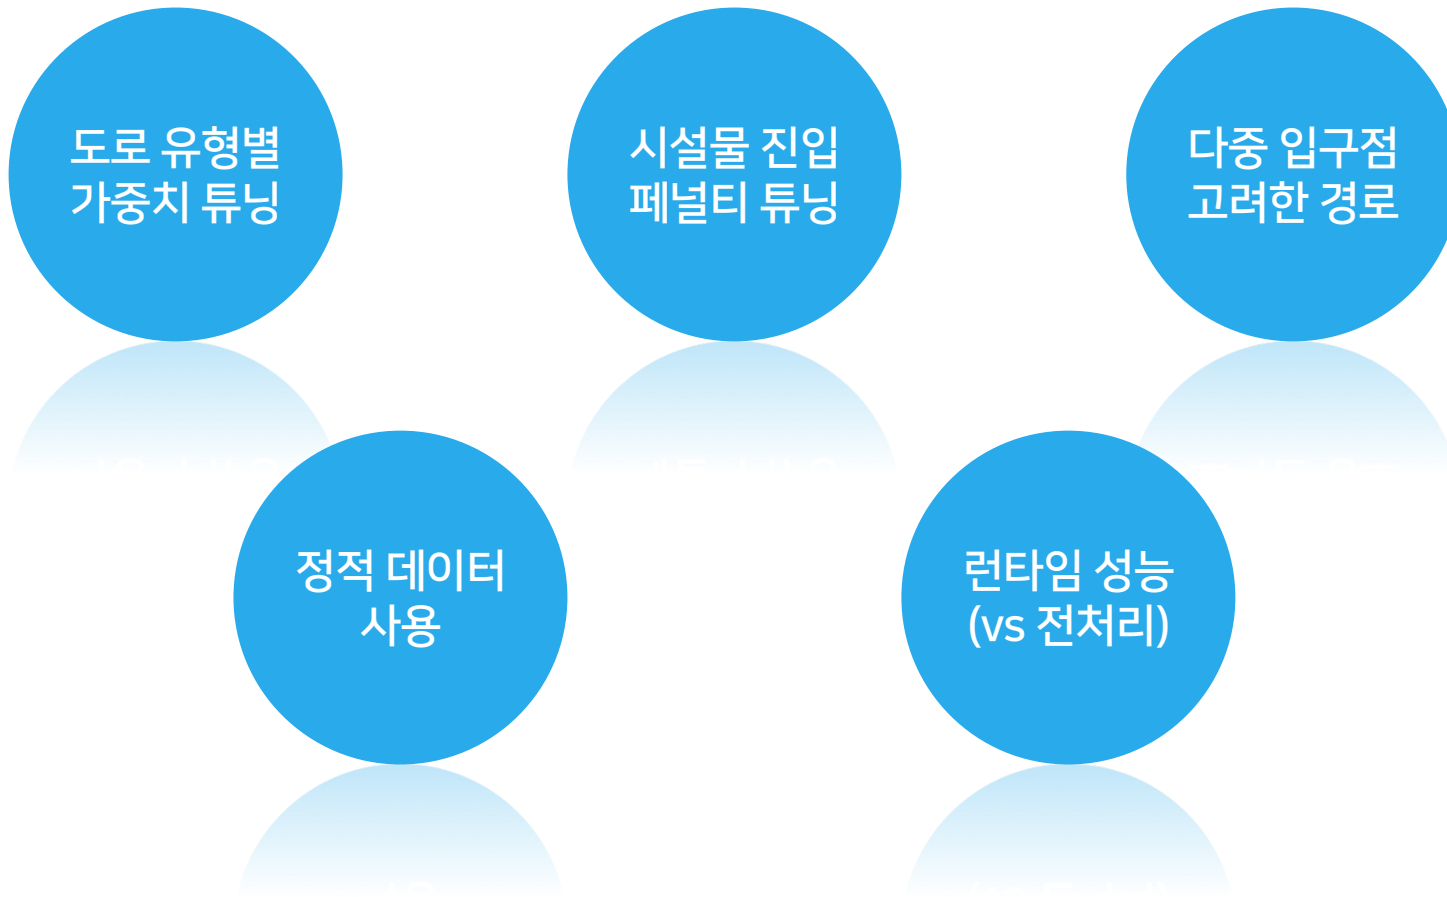 도로 유형별
가중치 튜닝
시설물 진입
페널티 튜닝
다중 입구점
고려한 경로
정적 데이터
사용
런타임 성능
(vs 전처리)